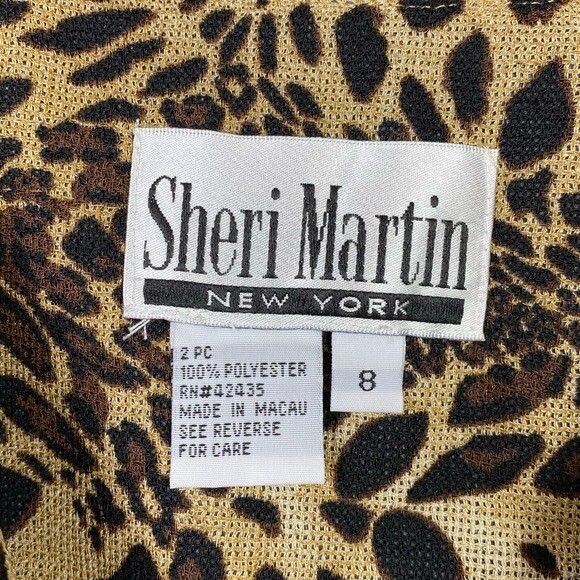 Sheri Martin
NEW YORK
2 PC
100% POLYESTER
RN#42435
MADE IN MACAU
SEE REVERSE
FOR CARE
8